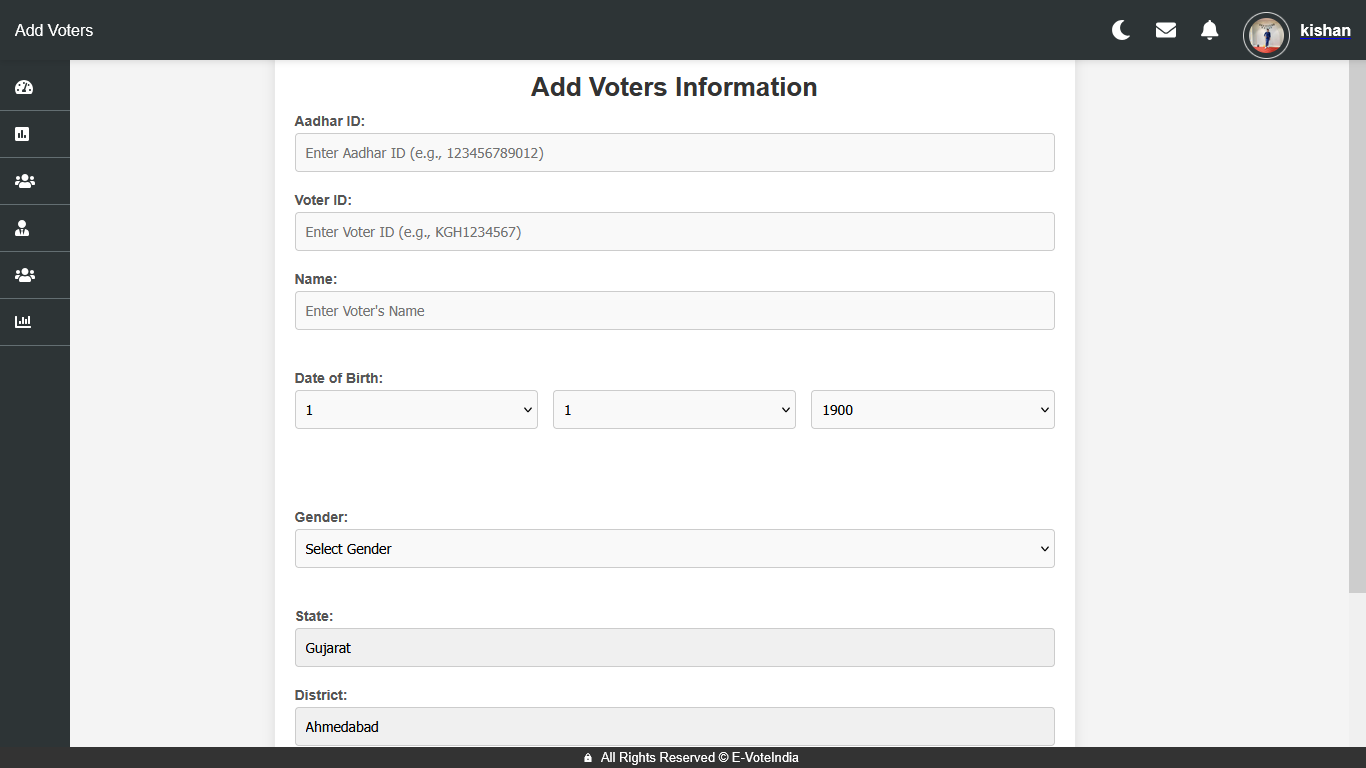 Add Voters
kishan
Add Voters Information
Aadhar ID:
Enter Aadhar ID (e.g., 123456789012)
Voter ID:
Enter Voter ID (e.g., KGH1234567)
Name:
Enter Voter's Name
Date of Birth:
1 1 1900
Gender:
Select Gender
State:
Gujarat
District:
Ahmedabad
All Rights Reserved © E-VoteIndia